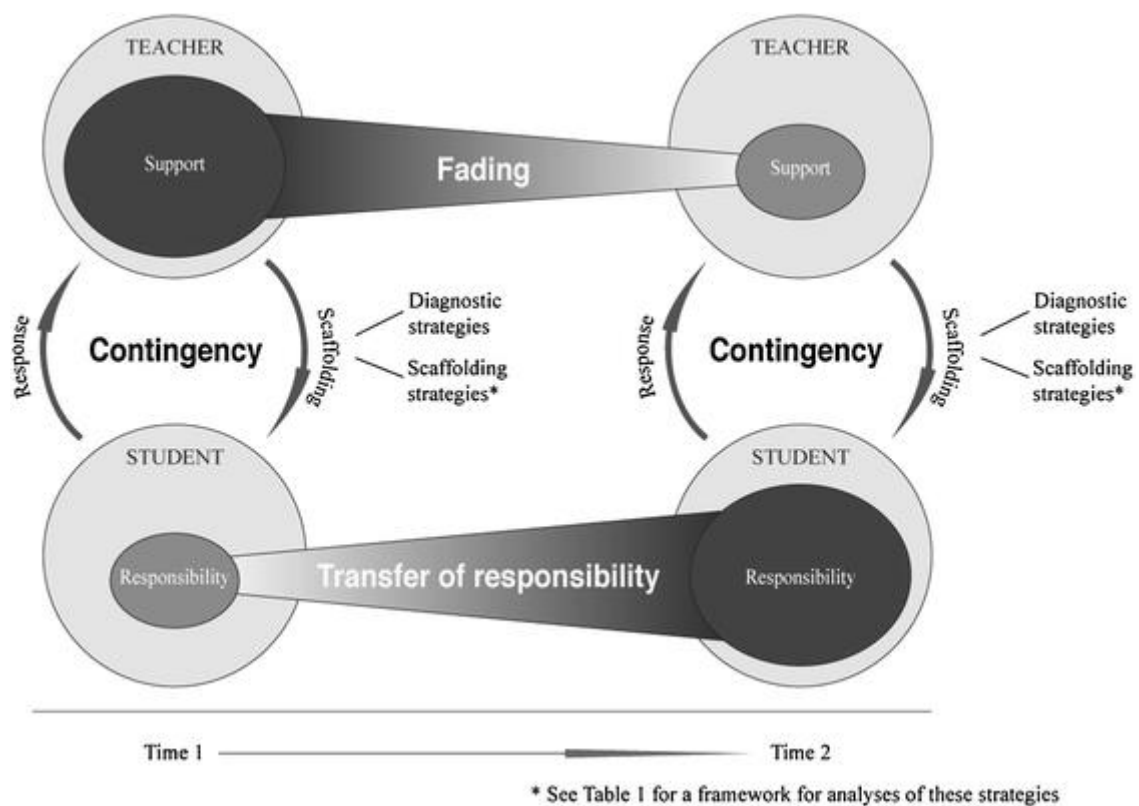 TEACHER
TEACHER
Support
Fading
Support
Response
Contingency
Scaffolding
Diagnostic
strategies
Scaffolding
strategies*
Response
Contingency
Scaffolding
Diagnostic
strategies
Scaffolding
strategies*
STUDENT
STUDENT
Responsibility
Transfer of responsibility
Responsibility
Time 1
Time 2
* See Table 1 for a framework for analyses of these strategies